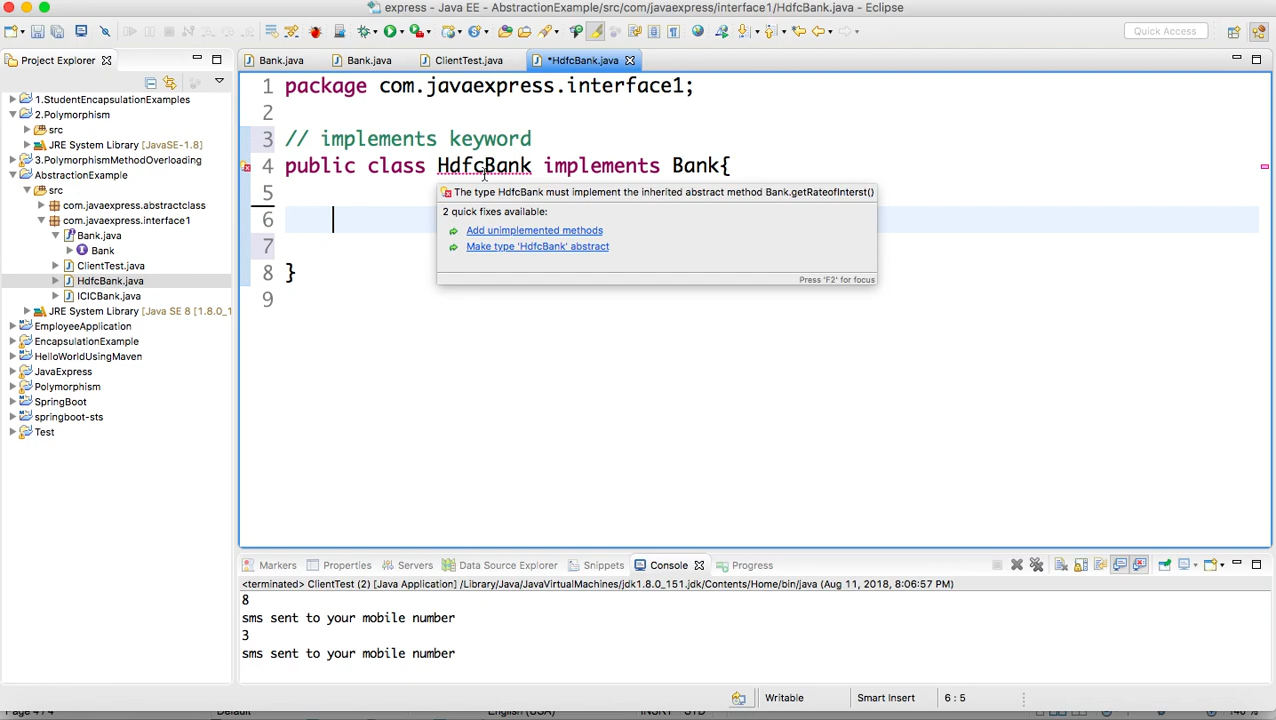 express - Java EE - AbstractionExample/src/com/javaexpress/interface1/HdfcBank.java - Eclipse
Quick Access
Project Explorer
Bank.java
Bank.java
ClientTest.java
*HdfcBank.java
1.StudentEncapsulationExamples
2.Polymorphism
src
JRE System Library [JavaSE-1.8]
3.PolymorphismMethodOverloading
AbstractionExample
src
com.javaexpress.abstractclass
com.javaexpress.interface1
Bank.java
Bank
ClientTest.java
HdfcBank.java
ICICBank.java
JRE System Library [Java SE 8 [1.8.0_1
EmployeeApplication
EncapsulationExample
HelloWorldUsingMaven
JavaExpress
Polymorphism
SpringBoot
springboot-sts
Test
1 package com.javaexpress.interface1;
2
3 // implements keyword
4 public class HdfcBank implements Bank{
5
6
7
8 }
9
The type HdfcBank must implement the inherited abstract method Bank.getRateofInterst()
2 quick fixes available:
Add unimplemented methods
Make type 'HdfcBank' abstract
Press 'F2' for focus
Markers Properties Servers Data Source Explorer Snippets Console Progress
<terminated> ClientTest (2) [Java Application] /Library/Java/JavaVirtualMachines/jdk1.8.0_151.jdk/Contents/Home/bin/java (Aug 11, 2018, 8:06:57 PM)
8
sms sent to your mobile number
3
sms sent to your mobile number
Writable Smart Insert 6 : 5